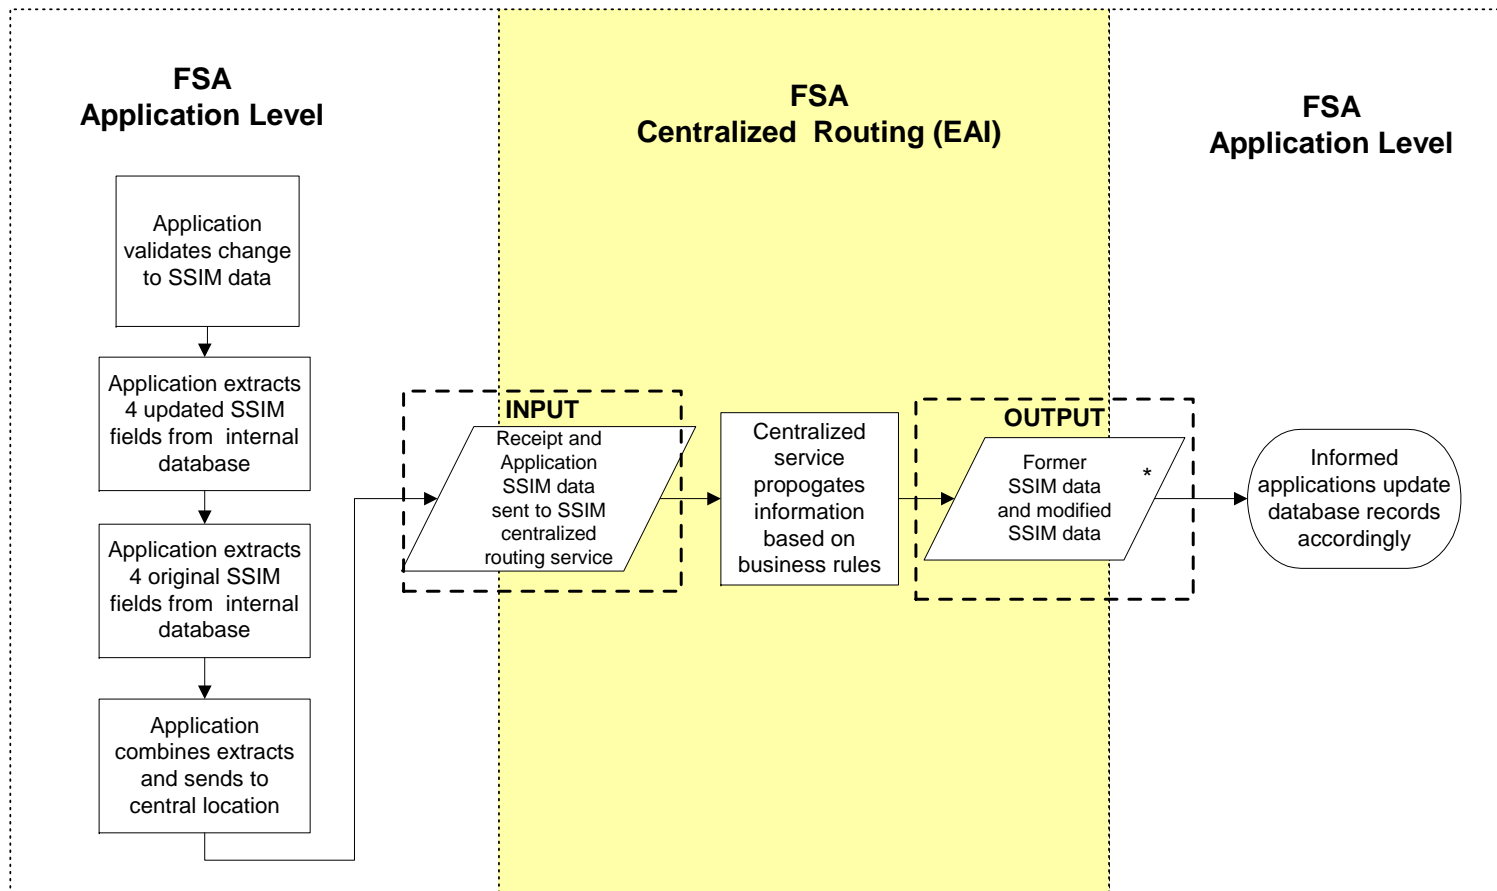 FSA
Application Level
FSA
Centralized Routing (EAI)
FSA
Application Level
Application
validates change
to SSIM data
Application extracts
4 updated SSIM
fields from internal
database
Application extracts
4 original SSIM
fields from internal
database
Application
combines extracts
and sends to
central location
INPUT
Receipt and
Application
SSIM data
sent to SSIM
centralized
routing service
Centralized
service
propogates
information
based on
business rules
OUTPUT
Former
SSIM data
and modified
SSIM data
*
Informed
applications update
database records
accordingly